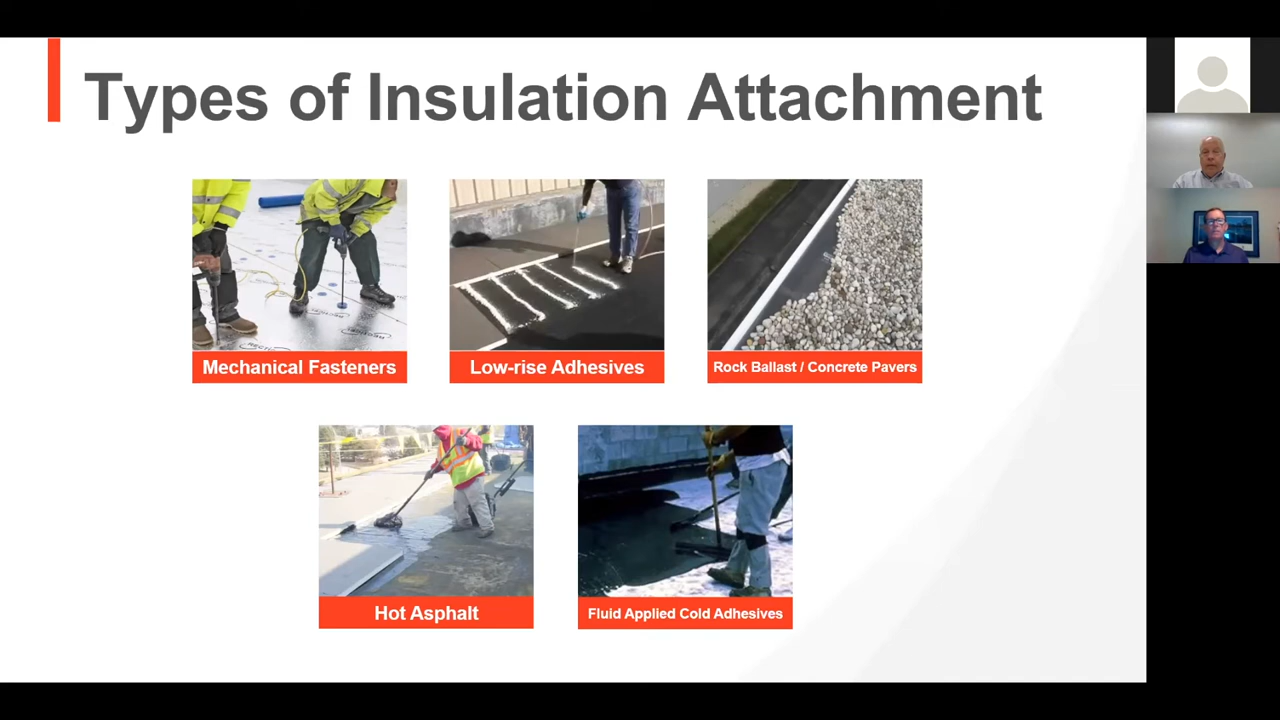 Types of Insulation Attachment
Mechanical Fasteners
Low-rise Adhesives
Rock Ballast / Concrete Pavers
Hot Asphalt
Fluid Applied Cold Adhesives